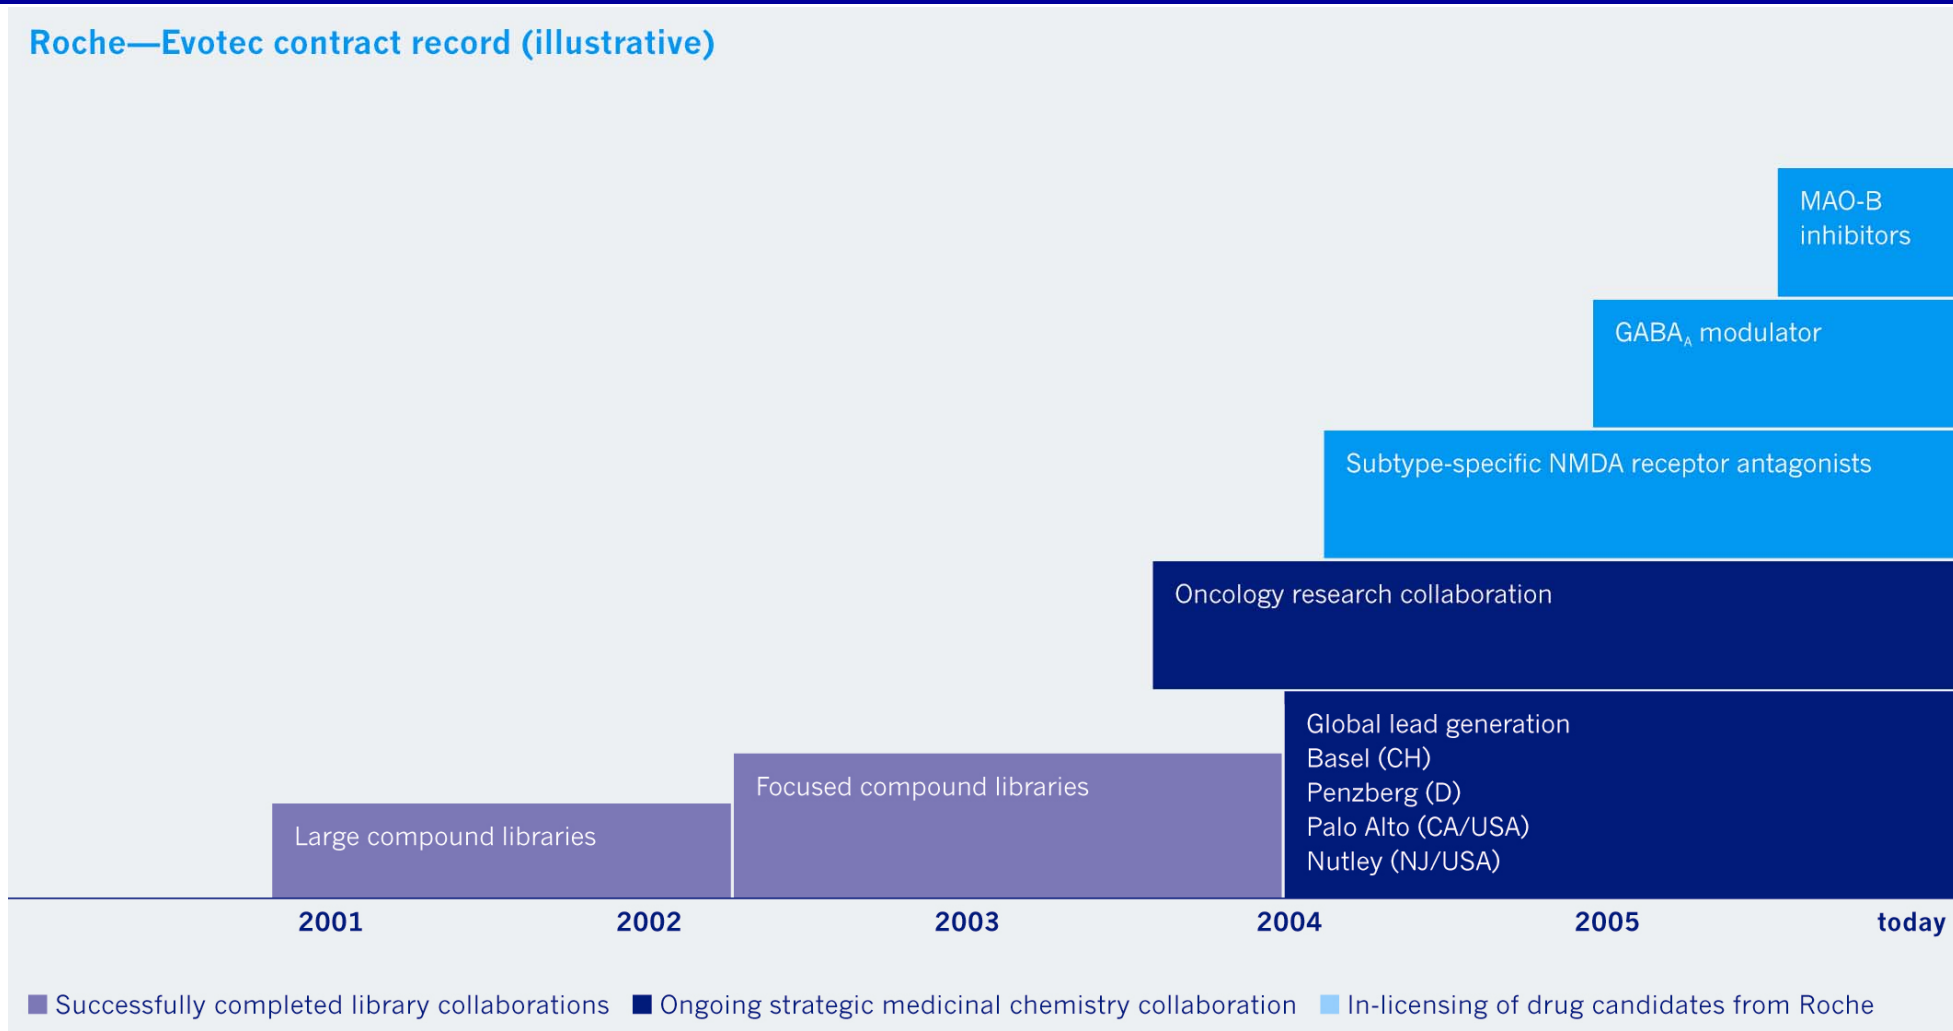 Roche—Evotec contract record (illustrative)
MAO-B
inhibitors
GABAA modulator
Subtype-specific NMDA receptor antagonists
Oncology research collaboration
Global lead generation
Basel (CH)
Penzberg (D)
Palo Alto (CA/USA)
Nutley (NJ/USA)
Focused compound libraries
Large compound libraries
2001 2002 2003 2004 2005 today
Successfully completed library collaborations Ongoing strategic medicinal chemistry collaboration In-licensing of drug candidates from Roche